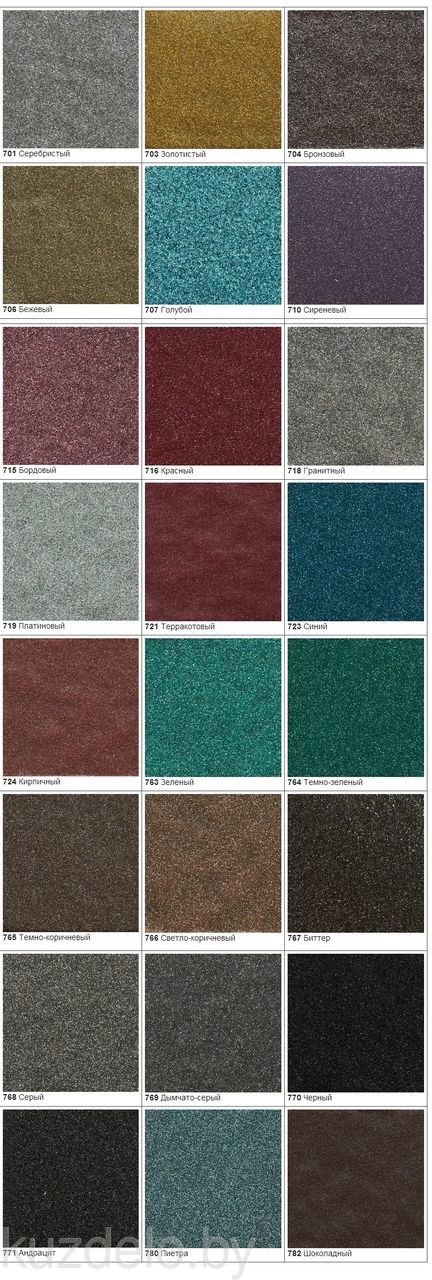 701 Серебристый
703 Золотистый
704 Бронзовый
706 Бежевый
707 Голубой
710 Сиреневый
715 Бордовый
716 Красный
718 Гранитный
719 Платиновый
721 Терракотовый
723 Синий
724 Кирпичный
763 Зеленый
764 Темно-зеленый
765 Темно-коричневый
766 Светло-коричневый
767 Биттер
768 Серый
769 Дымчато-серый
770 Черный
771 Андрацит
780 Пиетра
782 Шоколадный
kuzdelo.by